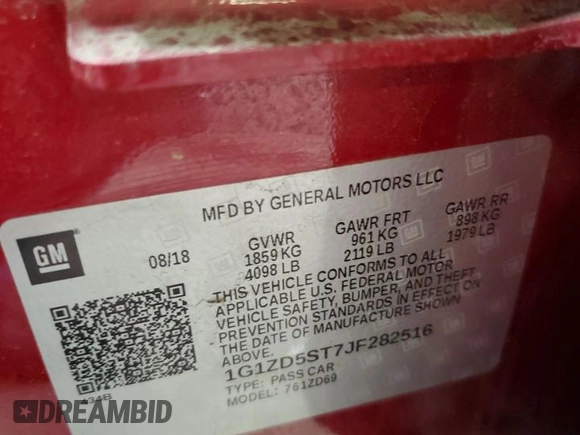 MFD BY GENERAL MOTORS LLC
GM
08/18
GVWR
1859 KG
4098 LB
GAWR FRT
961 KG
2119 LB
GAWR RR
898 KG
1979 LB
THIS VEHICLE CONFORMS TO ALL
APPLICABLE U.S. FEDERAL MOTOR
VEHICLE SAFETY, BUMPER, AND THEFT
PREVENTION STANDARDS IN EFFECT ON
THE DATE OF MANUFACTURE SHOWN
ABOVE.
1G1ZD5ST7JF282516
TYPE: PASS CAR
MODEL: 761ZD69
DREAMBID